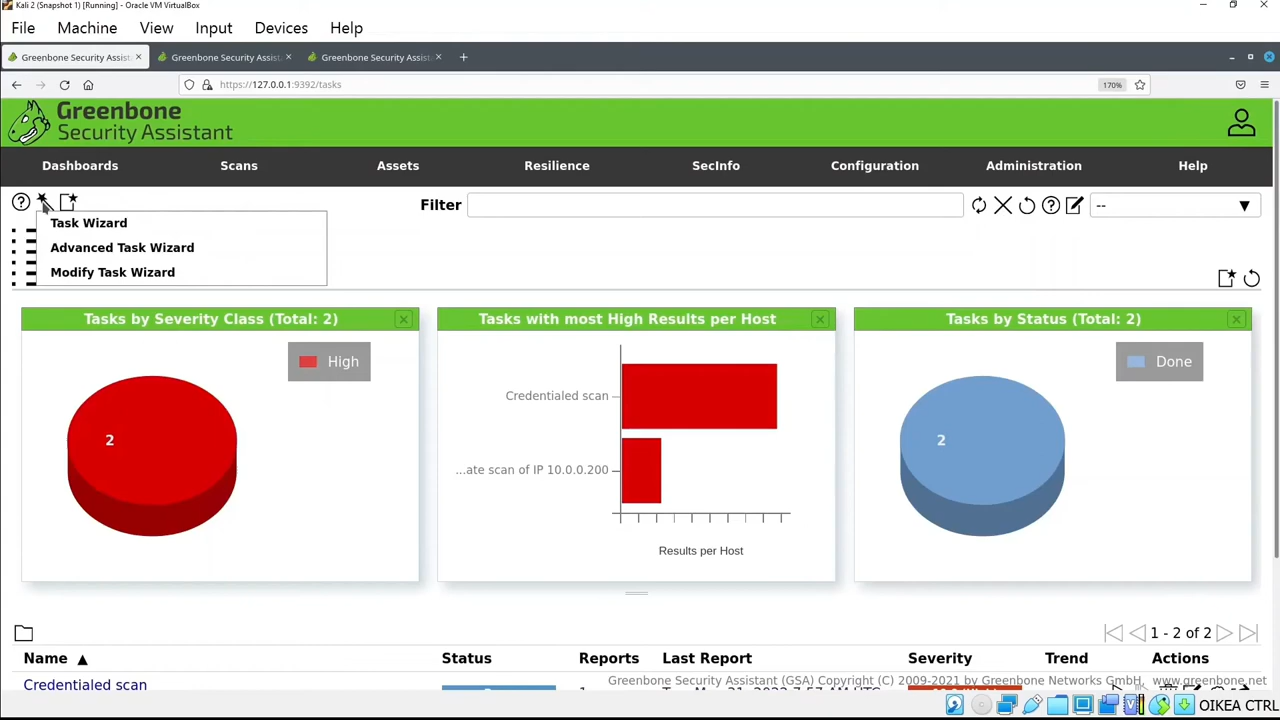 Kali 2 (Snapshot 1) [Running] - Oracle VM VirtualBox
File Machine View Input Devices Help
Greenbone Security Assist Greenbone Security Assist Greenbone Security Assist
https://127.0.0.1:9392/tasks 170%
Greenbone
Security Assistant
Dashboards Scans Assets Resilience SecInfo Configuration Administration Help
Filter --
Task Wizard
Advanced Task Wizard
Modify Task Wizard
Tasks by Severity Class (Total: 2) Tasks with most High Results per Host Tasks by Status (Total: 2)
High
Done
2
Credentialed scan
2
...ate scan of IP 10.0.0.200
Results per Host
1 - 2 of 2
Name ▲ Status Reports Last Report Severity Trend Actions
Credentialed scan
Greenbone Security Assistant (GSA) Copyright (C) 2009-2021 by Greenbone Networks GmbH, www.greenbone.net
OIKEA CTRL